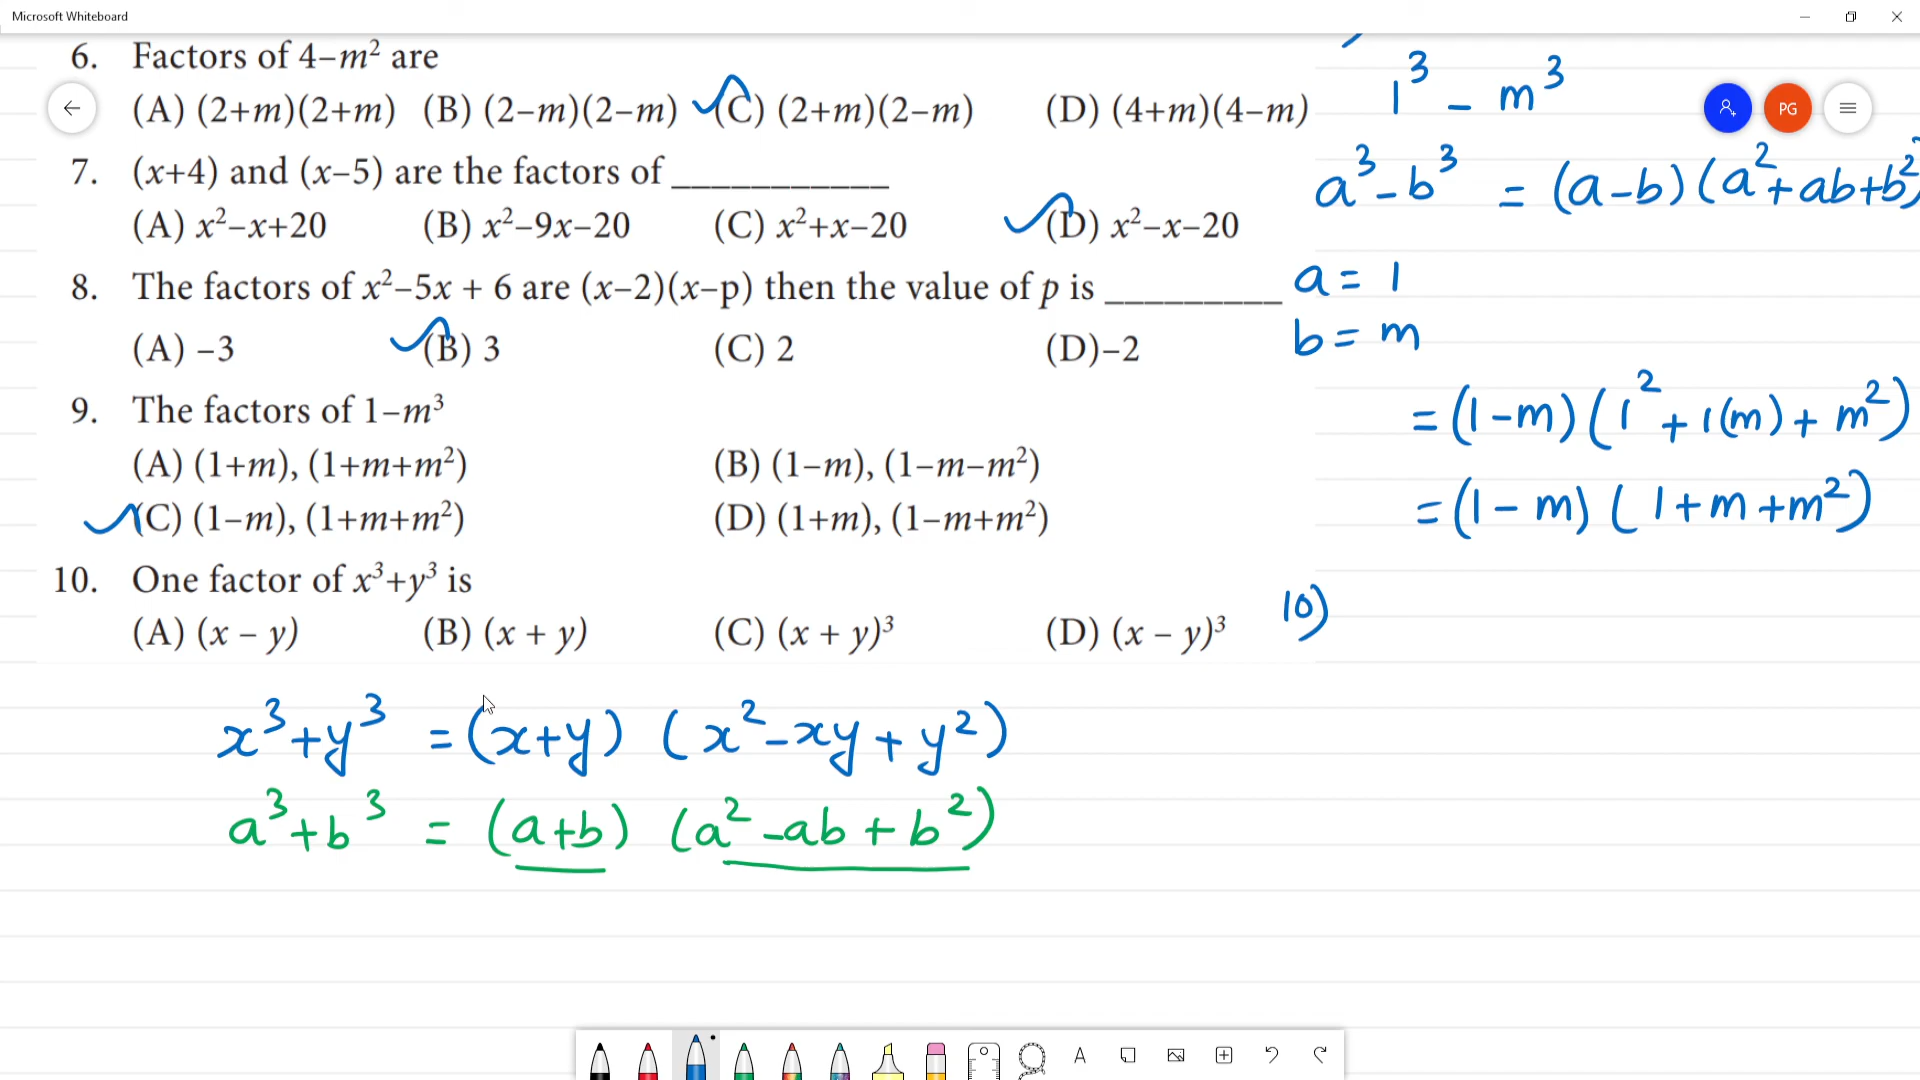 Microsoft Whiteboard
6. Factors of 4–m² are
(A) (2+m)(2+m) (B) (2–m)(2–m) (C) (2+m)(2–m) (D) (4+m)(4–m)
7. (x+4) and (x–5) are the factors of ___________
(A) x²–x+20 (B) x²–9x–20 (C) x²+x–20 (D) x²–x–20
8. The factors of x²–5x + 6 are (x–2)(x–p) then the value of p is _________
(A) –3 (B) 3 (C) 2 (D)–2
9. The factors of 1–m³
(A) (1+m), (1+m+m²) (B) (1–m), (1–m–m²)
(C) (1–m), (1+m+m²) (D) (1+m), (1–m+m²)
10. One factor of x³+y³ is
(A) (x – y) (B) (x + y) (C) (x + y)³ (D) (x – y)³
x³+y³ = (x+y) (x²-xy+y²)
a³+b³ = (a+b) (a²-ab+b²)
1³ - m³
PG
a³-b³ = (a-b)(a²+ab+b²)
a = 1
b = m
= (1-m)(1²+1(m)+m²)
= (1-m)(1+m+m²)
10)
A